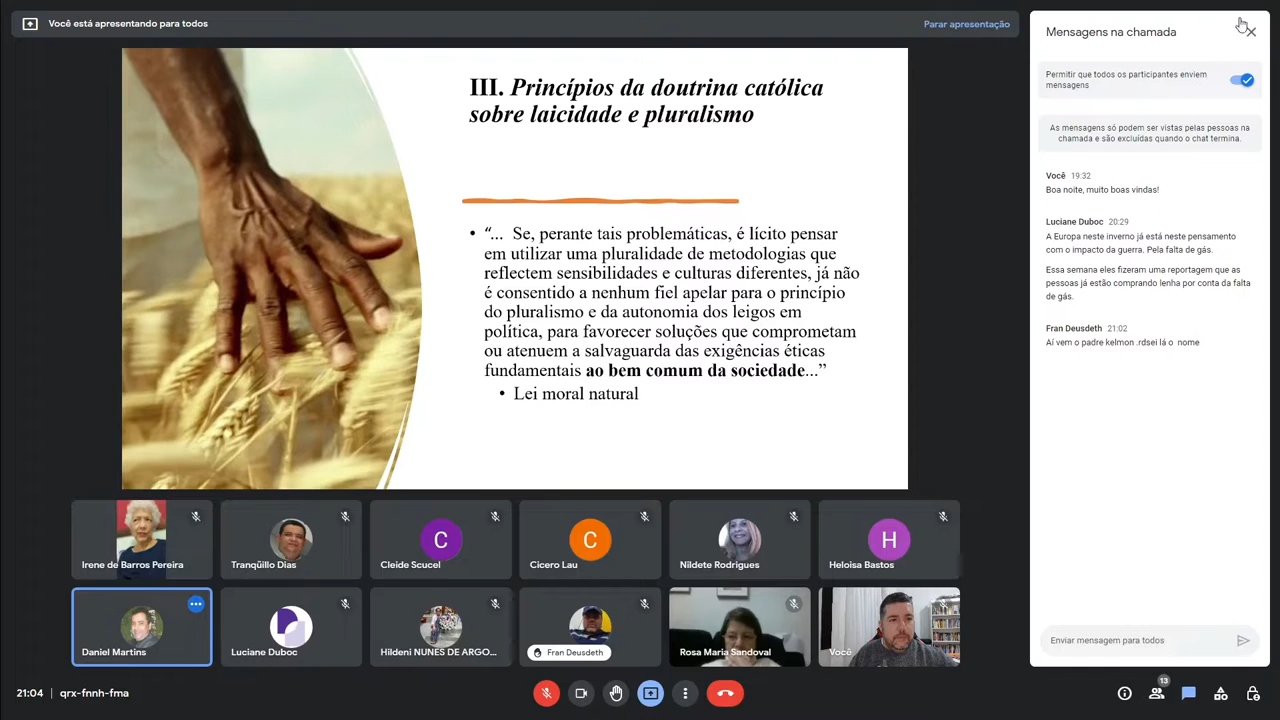 Você está apresentando para todos
Parar apresentação
III. Princípios da doutrina católica
sobre laicidade e pluralismo
• “... Se, perante tais problemáticas, é lícito pensar
em utilizar uma pluralidade de metodologias que
reflectem sensibilidades e culturas diferentes, já não
é consentido a nenhum fiel apelar para o princípio
do pluralismo e da autonomia dos leigos em
política, para favorecer soluções que comprometam
ou atenuem a salvaguarda das exigências éticas
fundamentais ao bem comum da sociedade...”
• Lei moral natural
Mensagens na chamada
Permitir que todos os participantes enviem
mensagens
As mensagens só podem ser vistas pelas pessoas na
chamada e são excluídas quando o chat termina.
Você 19:32
Boa noite, muito boas vindas!
Luciane Duboc 20:29
A Europa neste inverno já está neste pensamento
com o impacto da guerra. Pela falta de gás.
Essa semana eles fizeram uma reportagem que as
pessoas já estão comprando lenha por conta da falta
de gás.
Fran Deusdeth 21:02
Aí vem o padre kelmon .rdsei lá o nome
Enviar mensagem para todos
Irene de Barros Pereira
Tranqüillo Dias
C
Cleide Scucel
C
Cicero Lau
Nildete Rodrigues
H
Heloisa Bastos
Daniel Martins
Luciane Duboc
Hildeni NUNES DE ARGO...
Fran Deusdeth
Rosa Maria Sandoval
Você
21:04 | qrx-fnnh-fma
13